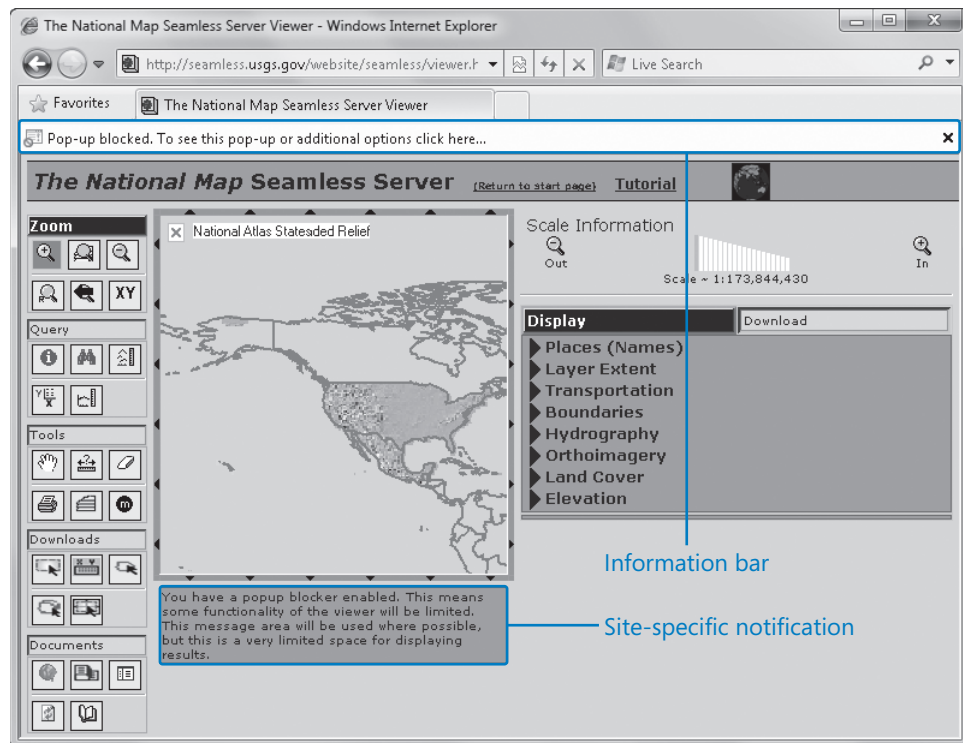 The National Map Seamless Server Viewer - Windows Internet Explorer
http://seamless.usgs.gov/website/seamless/viewer.h
Live Search
Favorites
The National Map Seamless Server Viewer
Pop-up blocked. To see this pop-up or additional options click here...
The National Map Seamless Server
(Return to start page)
Tutorial
Zoom
XY
Query
Tools
m
Downloads
X Y
Documents
National Atlas Stateaded Relief
Scale Information
Out
In
Scale ~ 1:173,844,430
Display
Download
Places (Names)
Layer Extent
Transportation
Boundaries
Hydrography
Orthoimagery
Land Cover
Elevation
Information bar
You have a popup blocker enabled. This means
some functionality of the viewer will be limited.
This message area will be used where possible,
but this is a very limited space for displaying
results.
Site-specific notification